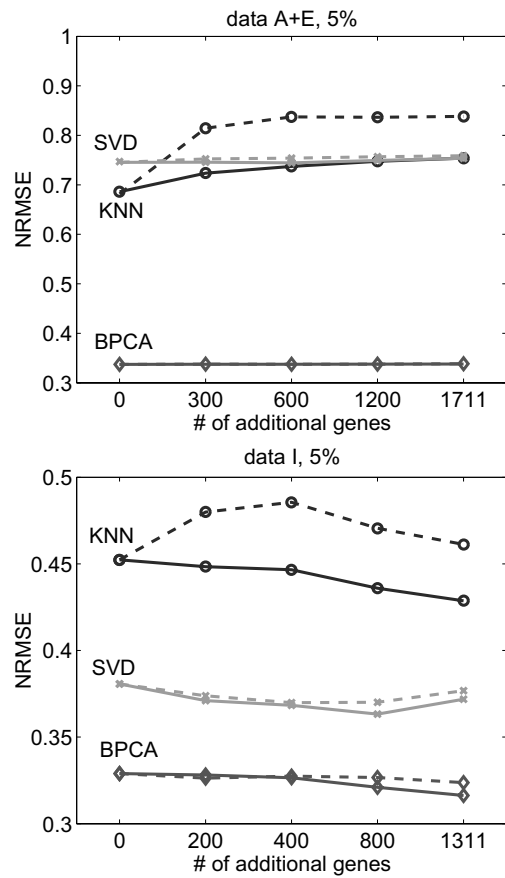 data A+E, 5%
1
0.9
0.8
0.7
0.6
0.5
0.4
0.3
NRMSE
SVD
KNN
BPCA
0 300 600 1200 1711
# of additional genes
data I, 5%
0.5
0.45
0.4
0.35
0.3
NRMSE
KNN
SVD
BPCA
0 200 400 800 1311
# of additional genes